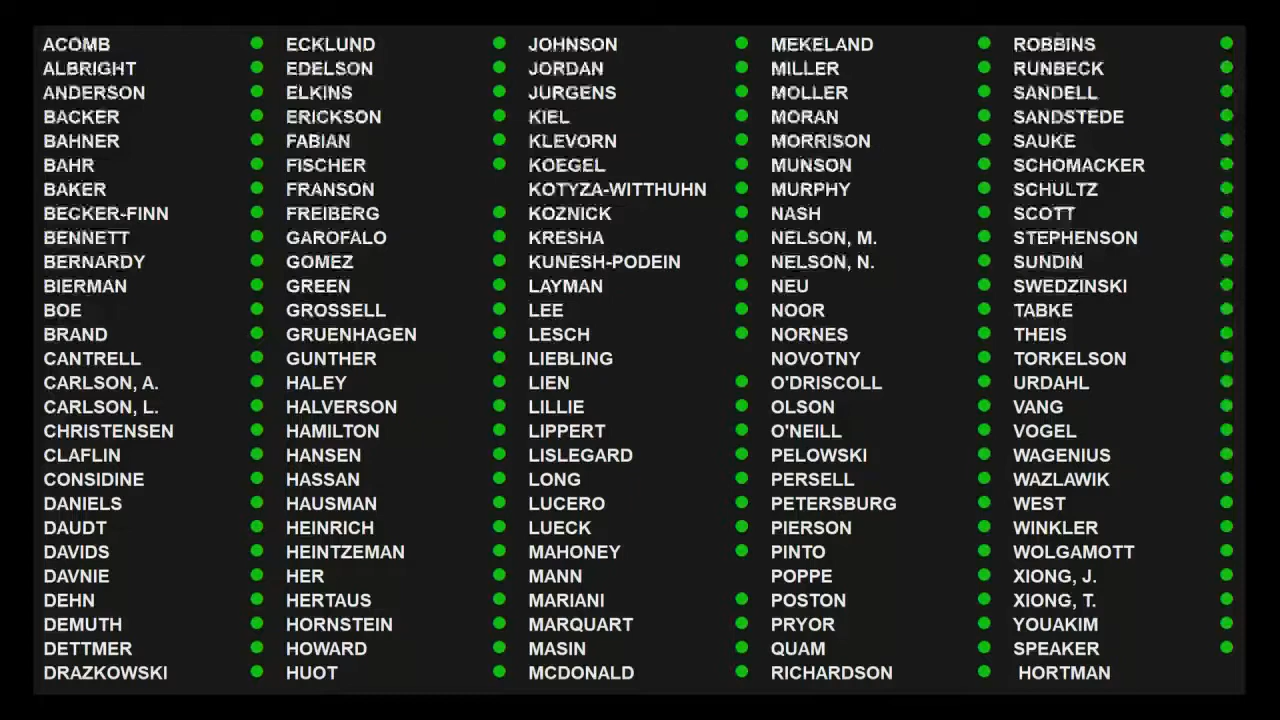 ACOMB
ALBRIGHT
ANDERSON
BACKER
BAHNER
BAHR
BAKER
BECKER-FINN
BENNETT
BERNARDY
BIERMAN
BOE
BRAND
CANTRELL
CARLSON, A.
CARLSON, L.
CHRISTENSEN
CLAFLIN
CONSIDINE
DANIELS
DAUDT
DAVIDS
DAVNIE
DEHN
DEMUTH
DETTMER
DRAZKOWSKI
ECKLUND
EDELSON
ELKINS
ERICKSON
FABIAN
FISCHER
FRANSON
FREIBERG
GAROFALO
GOMEZ
GREEN
GROSSELL
GRUENHAGEN
GUNTHER
HALEY
HALVERSON
HAMILTON
HANSEN
HASSAN
HAUSMAN
HEINRICH
HEINTZEMAN
HER
HERTAUS
HORNSTEIN
HOWARD
HUOT
JOHNSON
JORDAN
JURGENS
KIEL
KLEVORN
KOEGEL
KOTYZA-WITTHUHN
KOZNICK
KRESHA
KUNESH-PODEIN
LAYMAN
LEE
LESCH
LIEBLING
LIEN
LILLIE
LIPPERT
LISLEGARD
LONG
LUCERO
LUECK
MAHONEY
MANN
MARIANI
MARQUART
MASIN
MCDONALD
MEKELAND
MILLER
MOLLER
MORAN
MORRISON
MUNSON
MURPHY
NASH
NELSON, M.
NELSON, N.
NEU
NOOR
NORNES
NOVOTNY
O'DRISCOLL
OLSON
O'NEILL
PELOWSKI
PERSELL
PETERSBURG
PIERSON
PINTO
POPPE
POSTON
PRYOR
QUAM
RICHARDSON
ROBBINS
RUNBECK
SANDELL
SANDSTEDE
SAUKE
SCHOMACKER
SCHULTZ
SCOTT
STEPHENSON
SUNDIN
SWEDZINSKI
TABKE
THEIS
TORKELSON
URDAHL
VANG
VOGEL
WAGENIUS
WAZLAWIK
WEST
WINKLER
WOLGAMOTT
XIONG, J.
XIONG, T.
YOUAKIM
SPEAKER
HORTMAN